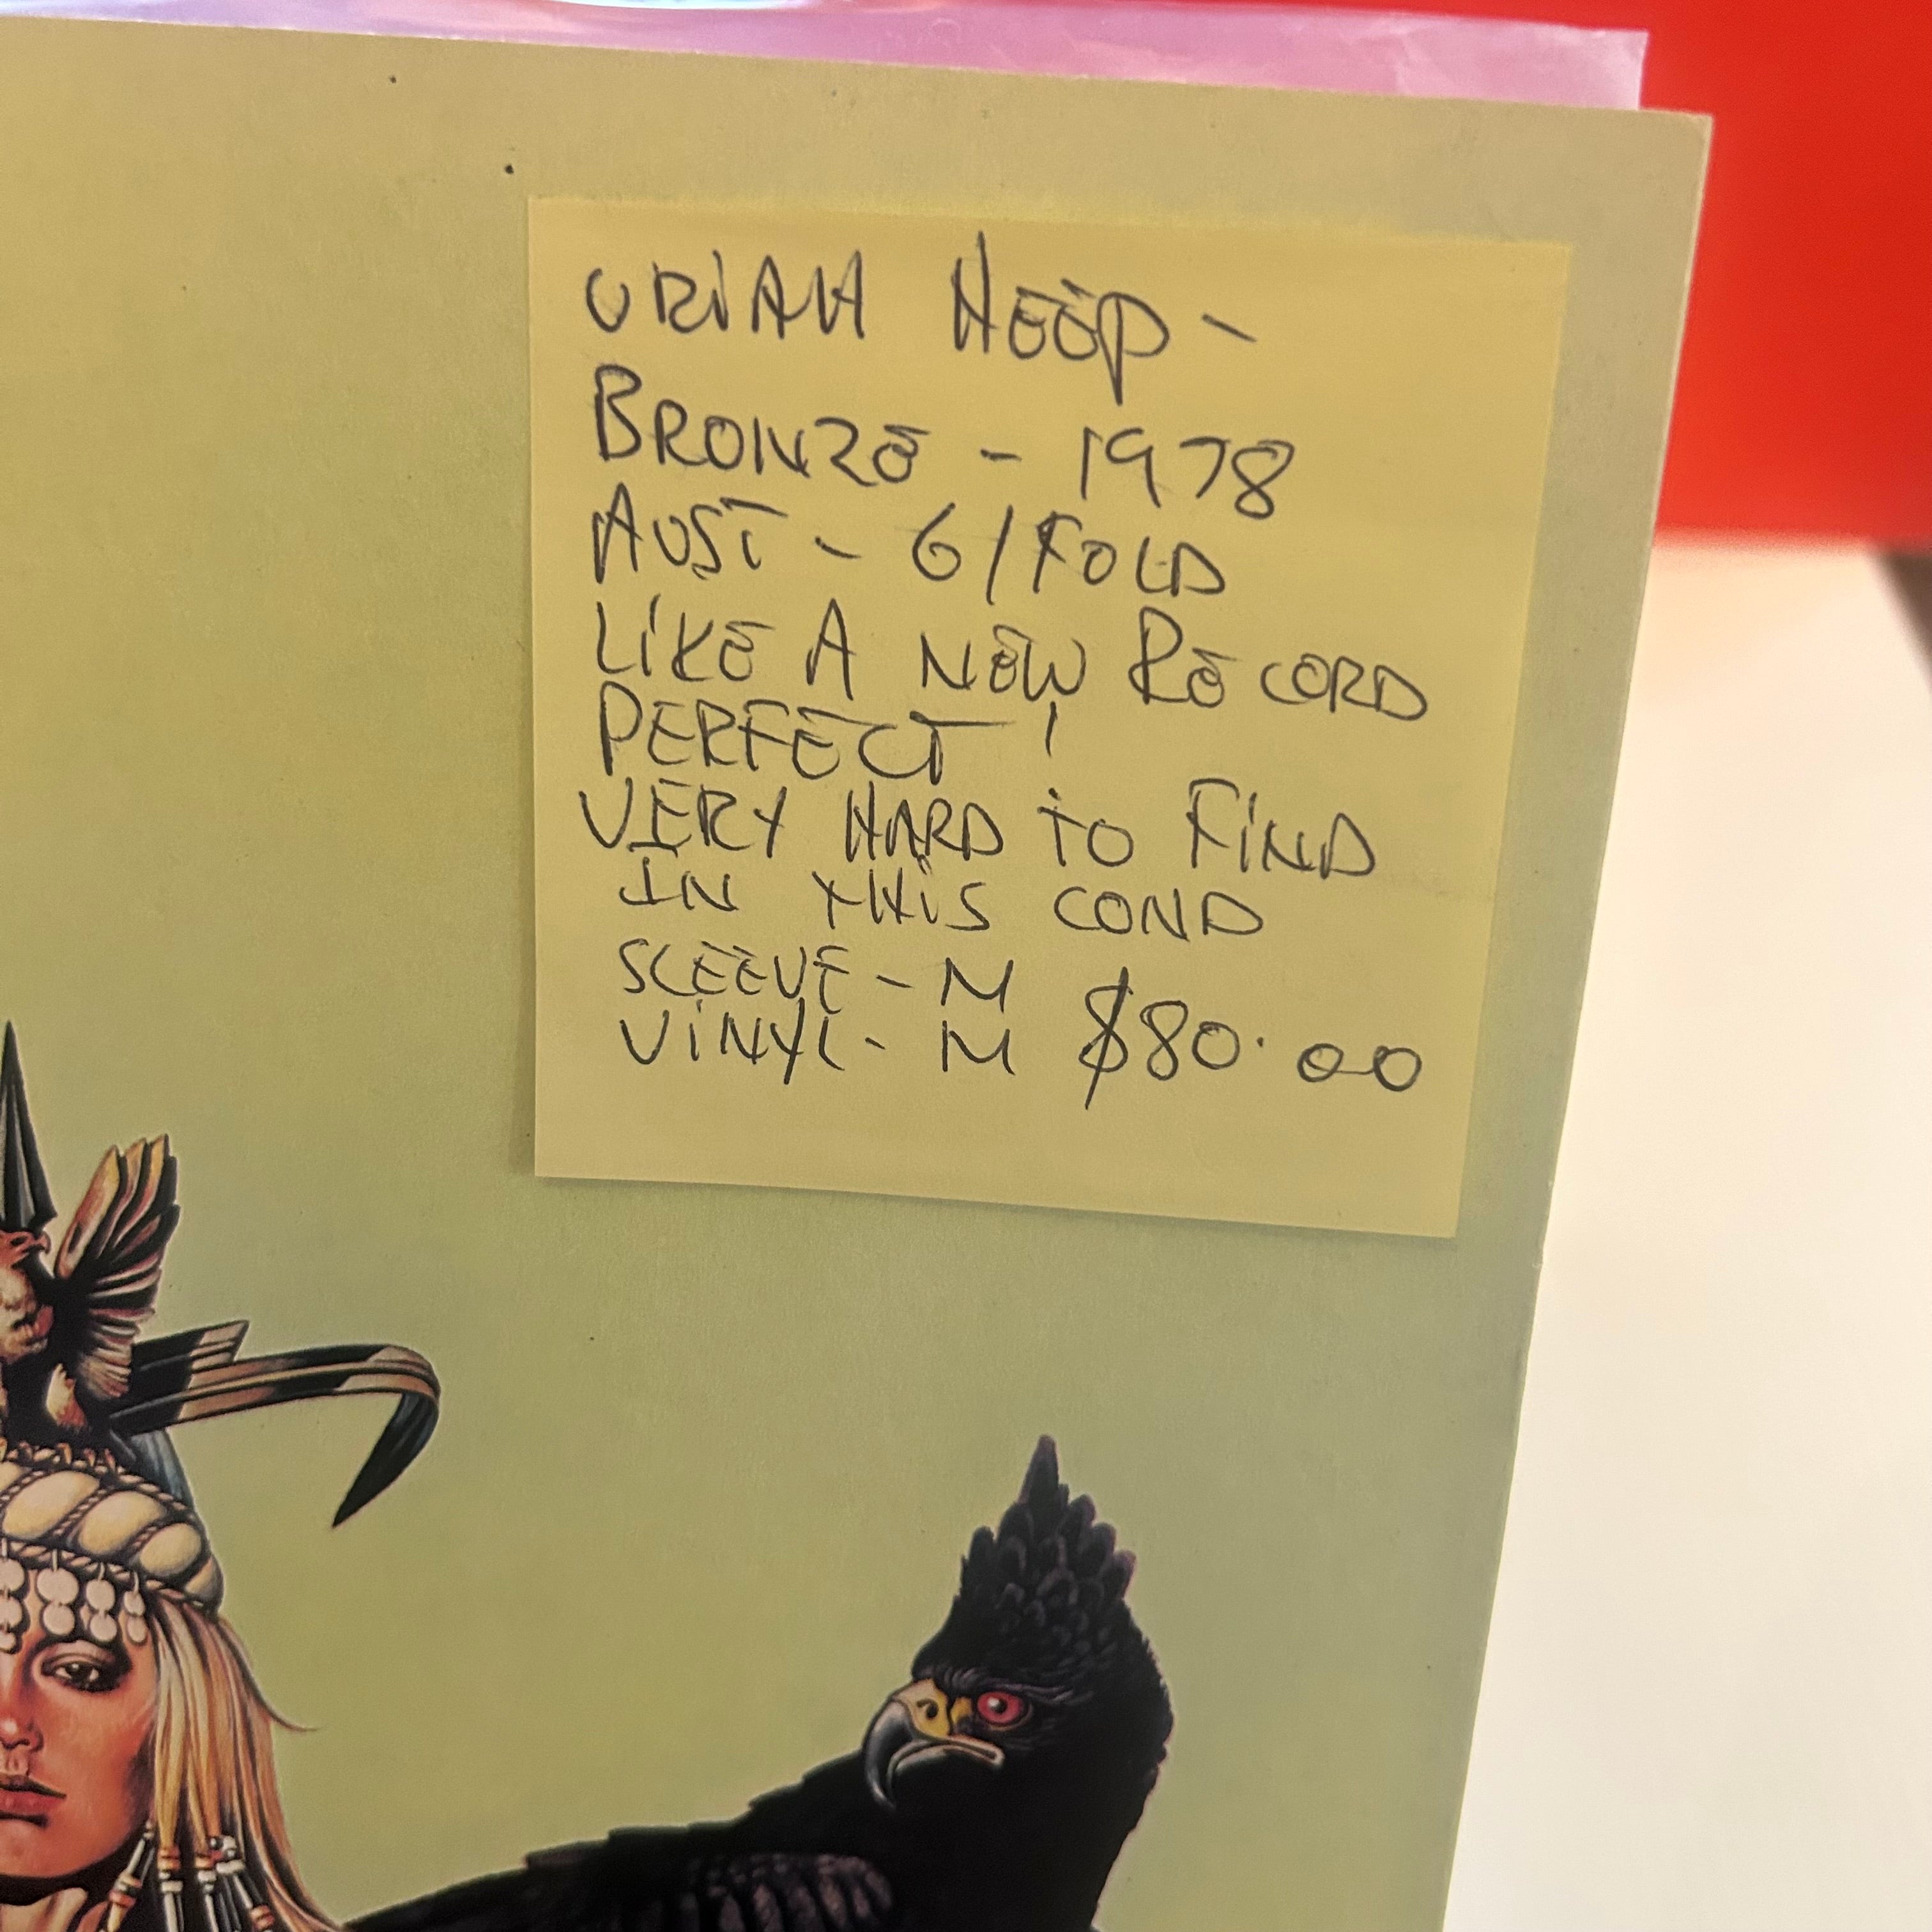 URIAH HEEP -
BRONZE - 1978
AUST - G/FOLD
LIKE A NEW RECORD
PERFECT!
VERY HARD TO FIND
IN THIS COND
SLEEVE - M
VINYL - M $80.00